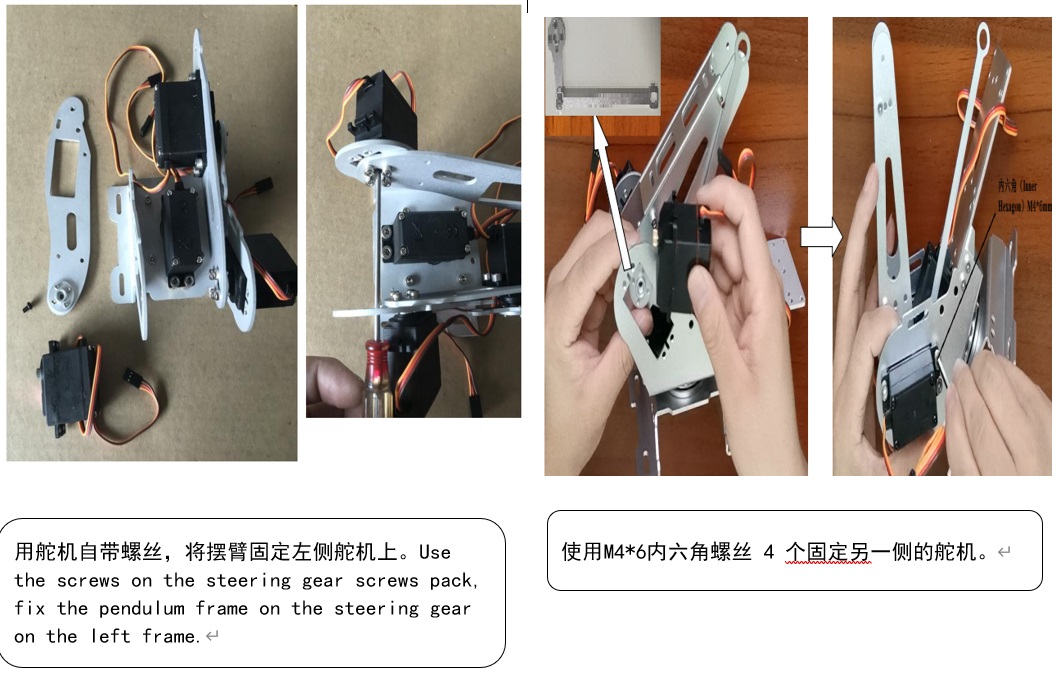 内六角（Inner
Hexagon）M4*6mm
用舵机自带螺丝，将摆臂固定左侧舵机上。Use
the screws on the steering gear screws pack,
fix the pendulum frame on the steering gear
on the left frame.
使用M4*6内六角螺丝 4 个固定另一侧的舵机。